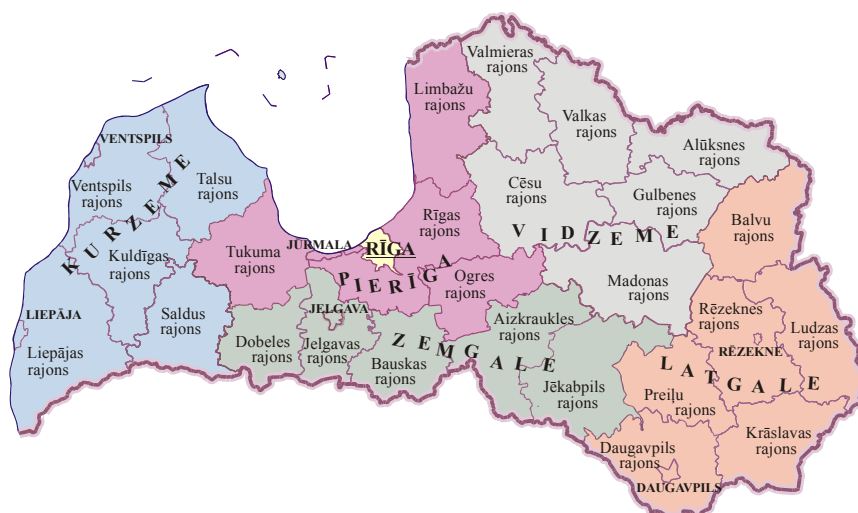 Valmieras
rajons
Limbažu
rajons
Valkas
rajons
Alūksnes
rajons
VENTSPILS
Ventspils
rajons
Talsu
rajons
KURZEME
Cēsu
rajons
Gulbenes
rajons
Balvu
rajons
VIDZEME
Rīgas
rajons
JŪRMALA
RĪGA
Tukuma
rajons
Kuldīgas
rajons
PIERĪGA
Ogres
rajons
Madonas
rajons
Rēzeknes
rajons
Ludzas
rajons
LIEPĀJA
Saldus
rajons
JELGAVA
Aizkraukles
rajons
Liepājas
rajons
Dobeles
rajons
Jelgavas
rajons
Bauskas
rajons
ZEMGALE
RĒZEKNE
LATGALE
Jēkabpils
rajons
Preiļu
rajons
Krāslavas
rajons
Daugavpils
rajons
DAUGAVPILS